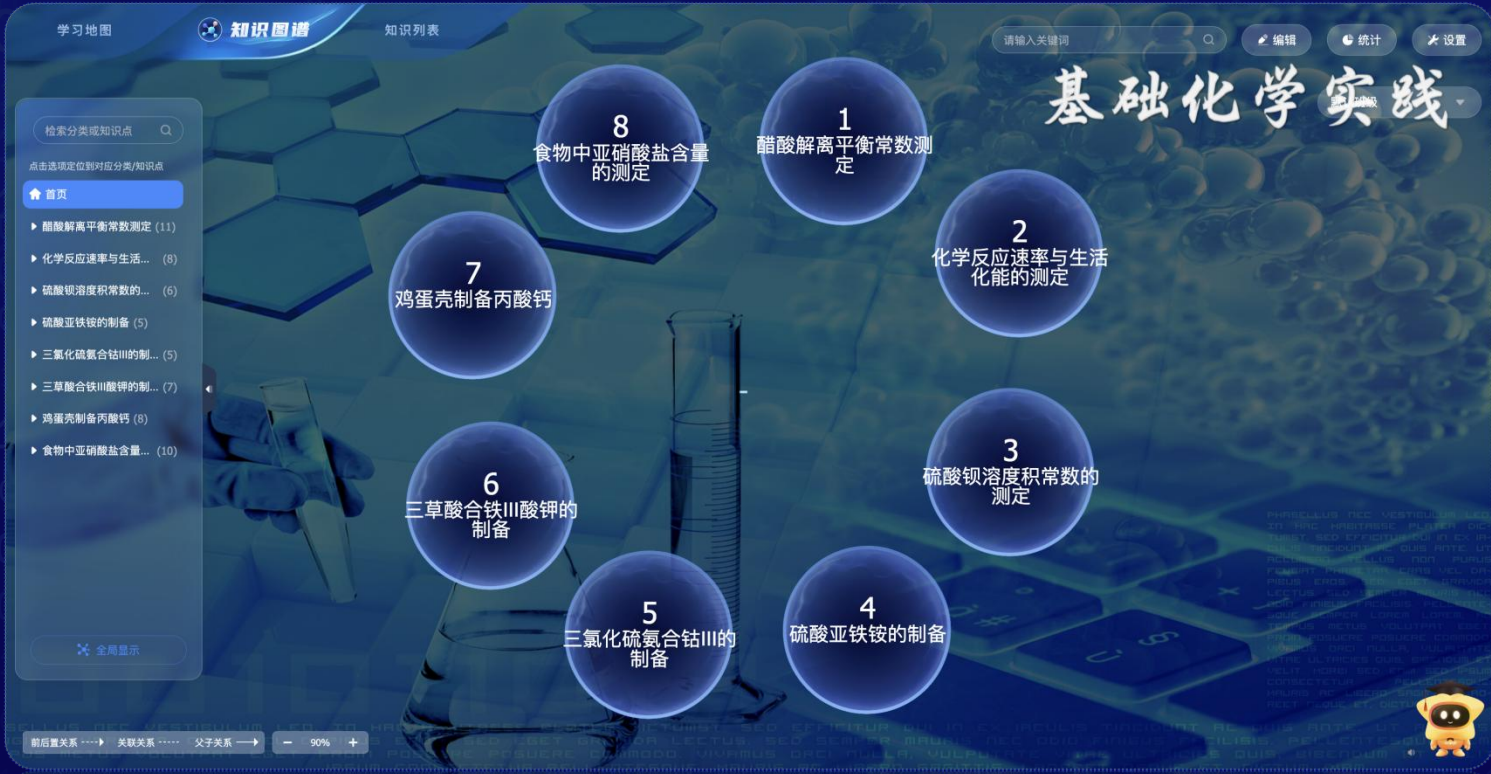 学习地图
知识图谱
知识列表
请输入关键词
编辑
统计
设置
基础化学实践
检索分类或知识点
点击选项定位到对应分类/知识点
首页
醋酸解离平衡常数测定 (11)
化学反应速率与生活... (8)
硫酸钡溶度积常数的... (6)
硫酸亚铁铵的制备 (5)
三氯化硫氨合钴III的制... (5)
三草酸合铁III酸钾的制... (7)
鸡蛋壳制备丙酸钙 (8)
食物中亚硝酸盐含量... (10)
全局显示
1
醋酸解离平衡常数测
定
2
化学反应速率与生活
化能的测定
3
硫酸钡溶度积常数的
测定
4
硫酸亚铁铵的制备
5
三氯化硫氨合钴III的
制备
6
三草酸合铁III酸钾的
制备
7
鸡蛋壳制备丙酸钙
8
食物中亚硝酸盐含量
的测定
前后置关系
关联关系
父子关系
90%